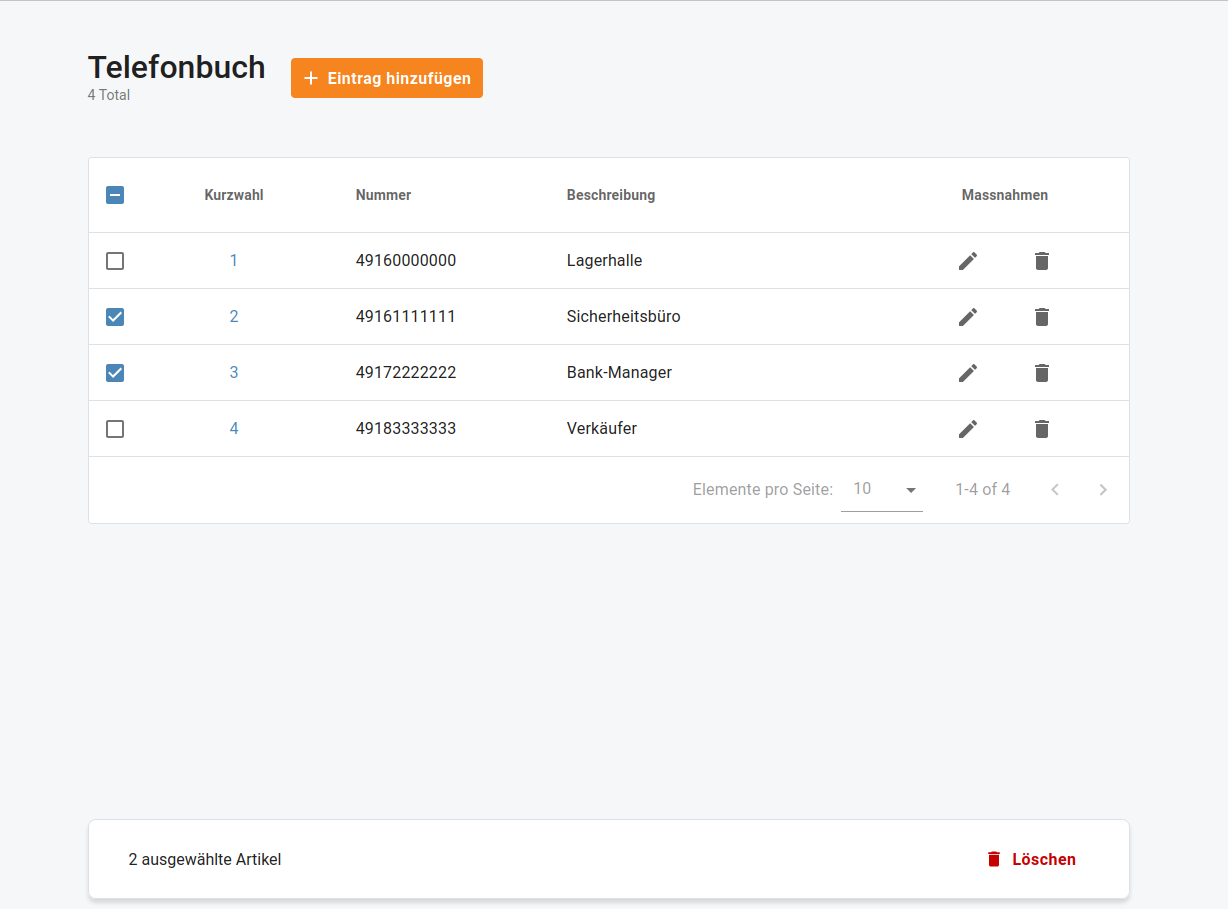 Telefonbuch
4 Total
Eintrag hinzufügen
Kurzwahl Nummer Beschreibung Massnahmen
1 49160000000 Lagerhalle
2 49161111111 Sicherheitsbüro
3 49172222222 Bank-Manager
4 49183333333 Verkäufer
Elemente pro Seite: 10 1-4 of 4
2 ausgewählte Artikel Löschen